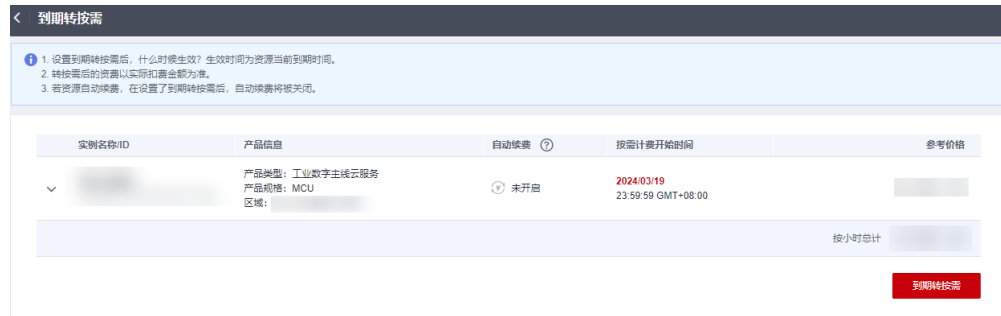 到期转按需
1. 设置到期转按需后，什么时候生效？生效时间为资源当前到期时间。
2. 转按需后的资费以实际扣费金额为准。
3. 若资源自动续费，在设置了到期转按需后，自动续费将被关闭。
实例名称/ID 产品信息 自动续费 按需计费开始时间 参考价格
产品类型：工业数字主线云服务
产品规格：MCU
区域：
未开启
2024/03/19
23:59:59 GMT+08:00
按小时总计
到期转按需